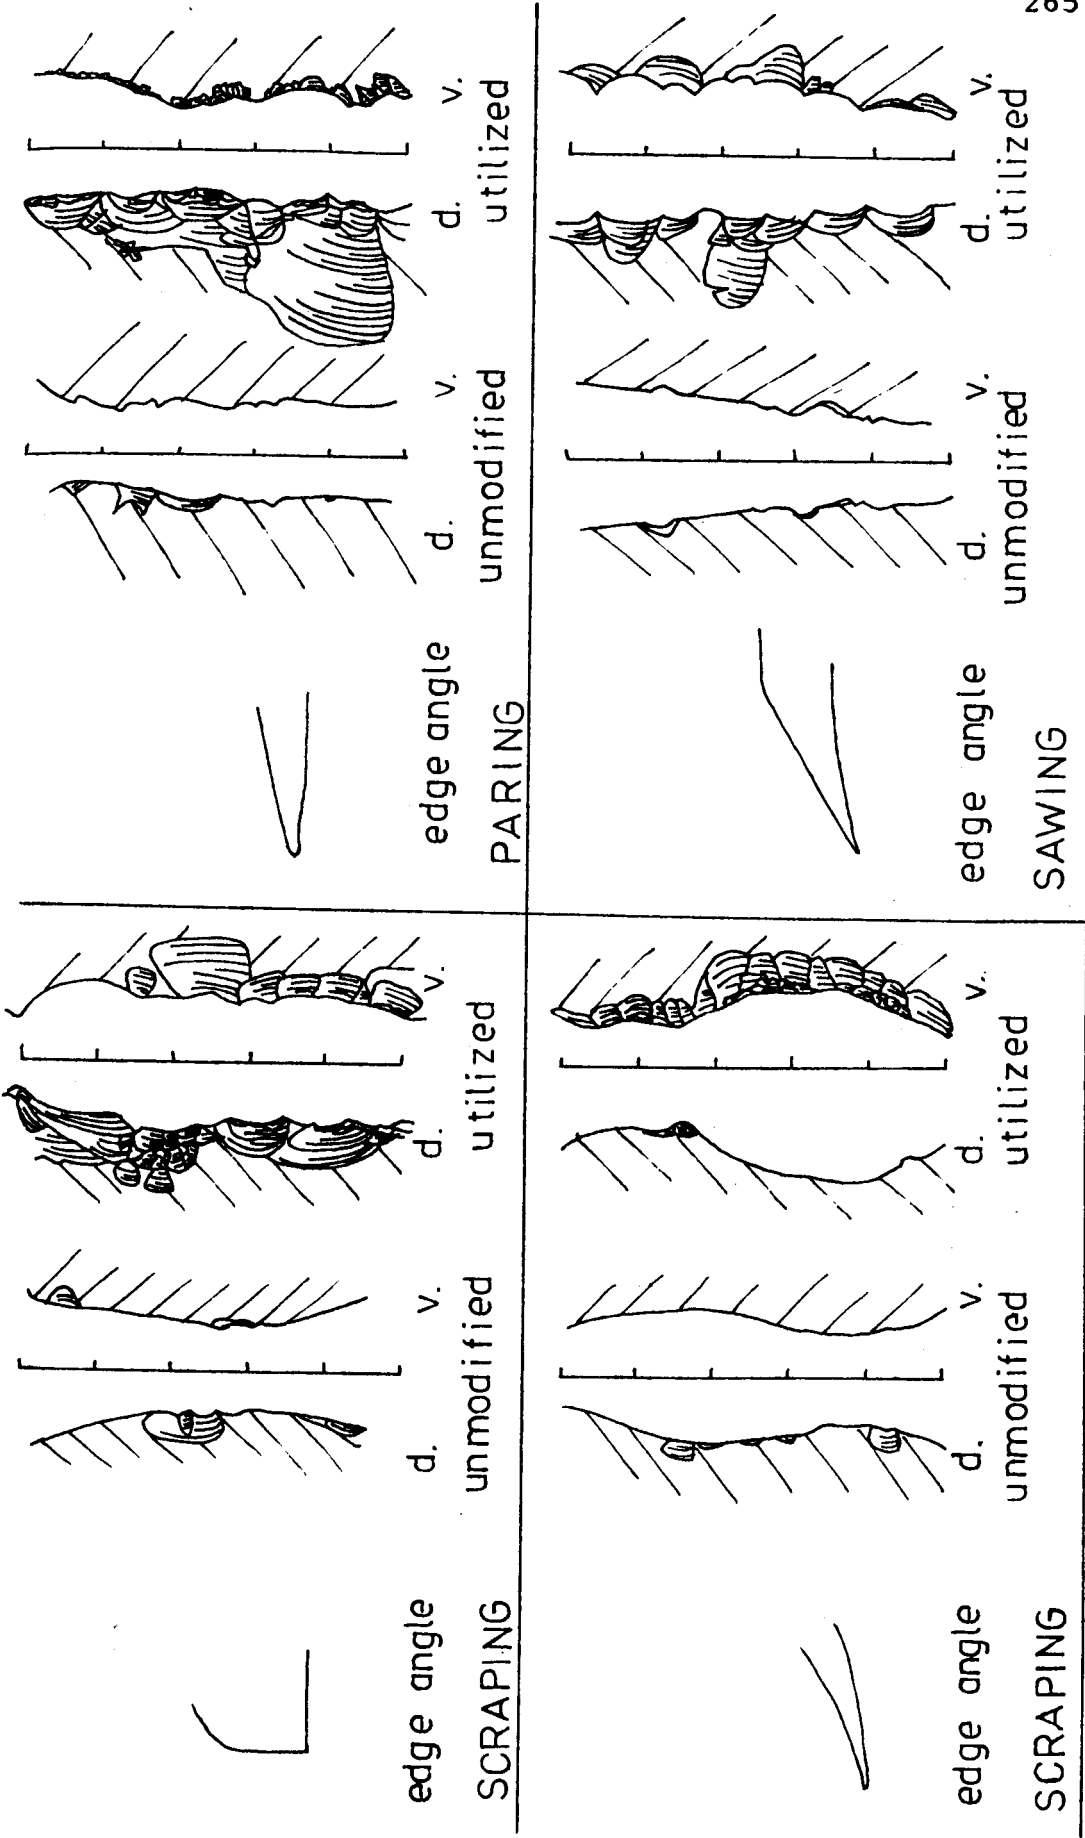 edge angle d. v. d. v.
SCRAPING unmodified utilized
edge angle d. v. d. v.
PARING unmodified utilized
edge angle d. v. d. v.
SCRAPING unmodified utilized
edge angle d. v. d. v.
SAWING unmodified utilized